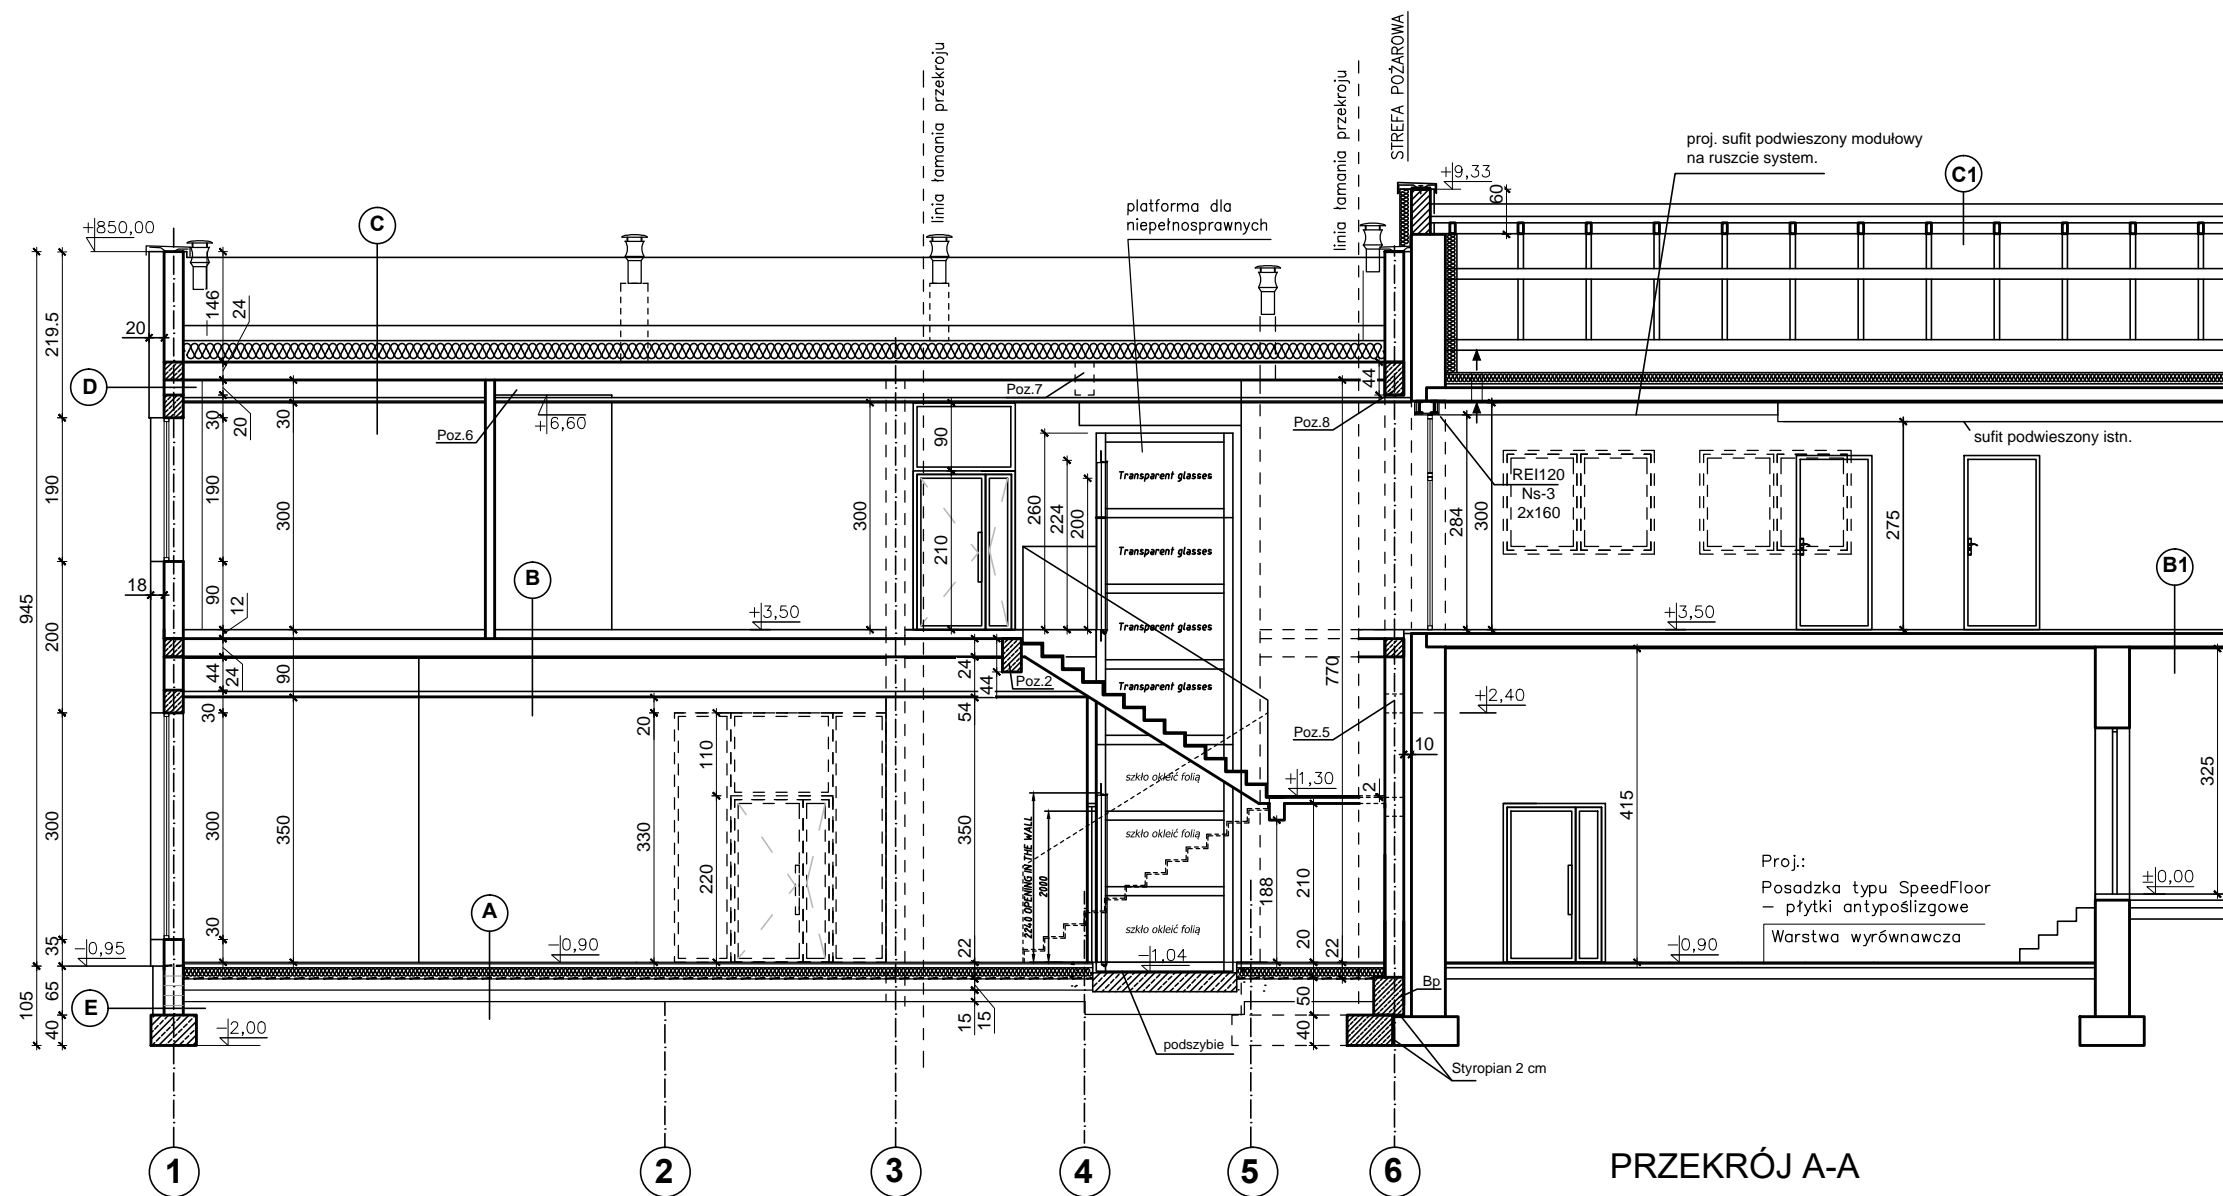 linia łamania przekroju
linia łamania przekroju
STREFA POŻAROWA
proj. sufit podwieszony modułowy
na ruszcie system.
C1
+9,33
60
platforma dla
niepełnosprawnych
C
+850,00
146
24
219.5
20
D
30
20
30
Poz.6
+6,60
Poz.7
44
Poz.8
90
sufit podwieszony istn.
REI120
Ns-3
2x160
Transparent glasses
Transparent glasses
Transparent glasses
Transparent glasses
190
190
300
300
210
260
224
200
284
300
275
945
18
B
B1
200
90
12
+3,50
+3,50
44
24
90
24
44
Poz.2
770
+2,40
30
20
54
Poz.5
10
110
szkło okleić folią
szkło okleić folią
szkło okleić folią
+1,30
2
300
300
350
330
220
350
2240 OPENING IN THE WALL
2000
188
210
415
325
Proj.:
Posadzka typu SpeedFloor
– płytki antypoślizgowe
Warstwa wyrównawcza
±0,00
A
30
35
-0,95
-0,90
22
-1,04
20
22
-0,90
E
105
65
40
-2,00
15
15
50
40
Bp
podszybie
Styropian 2 cm
1
2
3
4
5
6
PRZEKRÓJ A-A